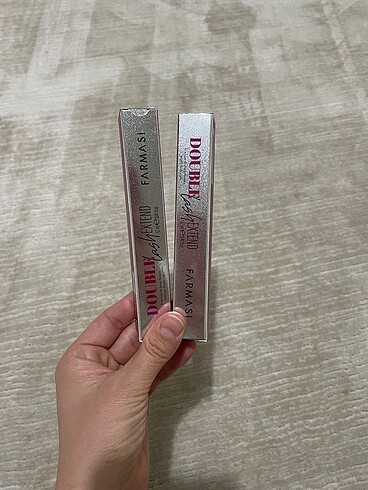 DOUBLE
lash EXTEND
FARMASI
DOUBLE
lash EXTEND
FARMASI